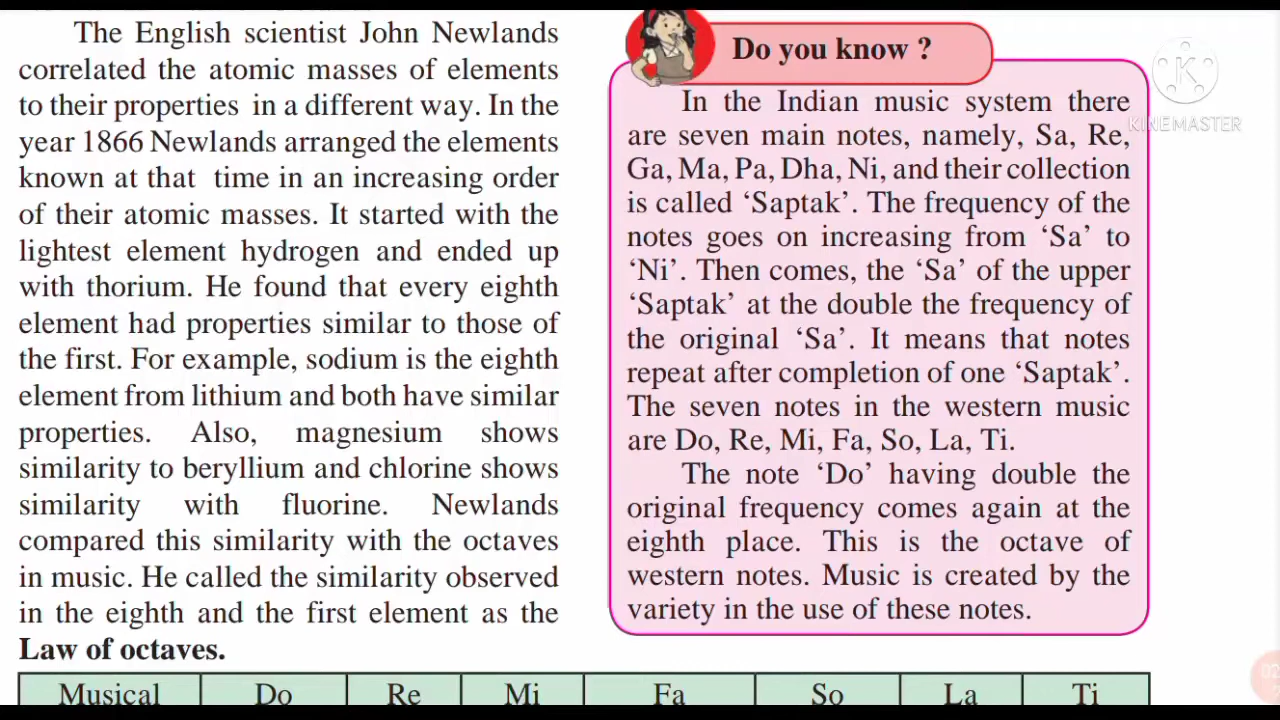 The English scientist John Newlands
correlated the atomic masses of elements
to their properties in a different way. In the
year 1866 Newlands arranged the elements
known at that time in an increasing order
of their atomic masses. It started with the
lightest element hydrogen and ended up
with thorium. He found that every eighth
element had properties similar to those of
the first. For example, sodium is the eighth
element from lithium and both have similar
properties. Also, magnesium shows
similarity to beryllium and chlorine shows
similarity with fluorine. Newlands
compared this similarity with the octaves
in music. He called the similarity observed
in the eighth and the first element as the
Law of octaves.
Do you know ?
In the Indian music system there
are seven main notes, namely, Sa, Re,
Ga, Ma, Pa, Dha, Ni, and their collection
is called ‘Saptak’. The frequency of the
notes goes on increasing from ‘Sa’ to
‘Ni’. Then comes, the ‘Sa’ of the upper
‘Saptak’ at the double the frequency of
the original ‘Sa’. It means that notes
repeat after completion of one ‘Saptak’.
The seven notes in the western music
are Do, Re, Mi, Fa, So, La, Ti.
The note ‘Do’ having double the
original frequency comes again at the
eighth place. This is the octave of
western notes. Music is created by the
variety in the use of these notes.
K
KINEMASTER
Musical Do Re Mi Fa So La Ti